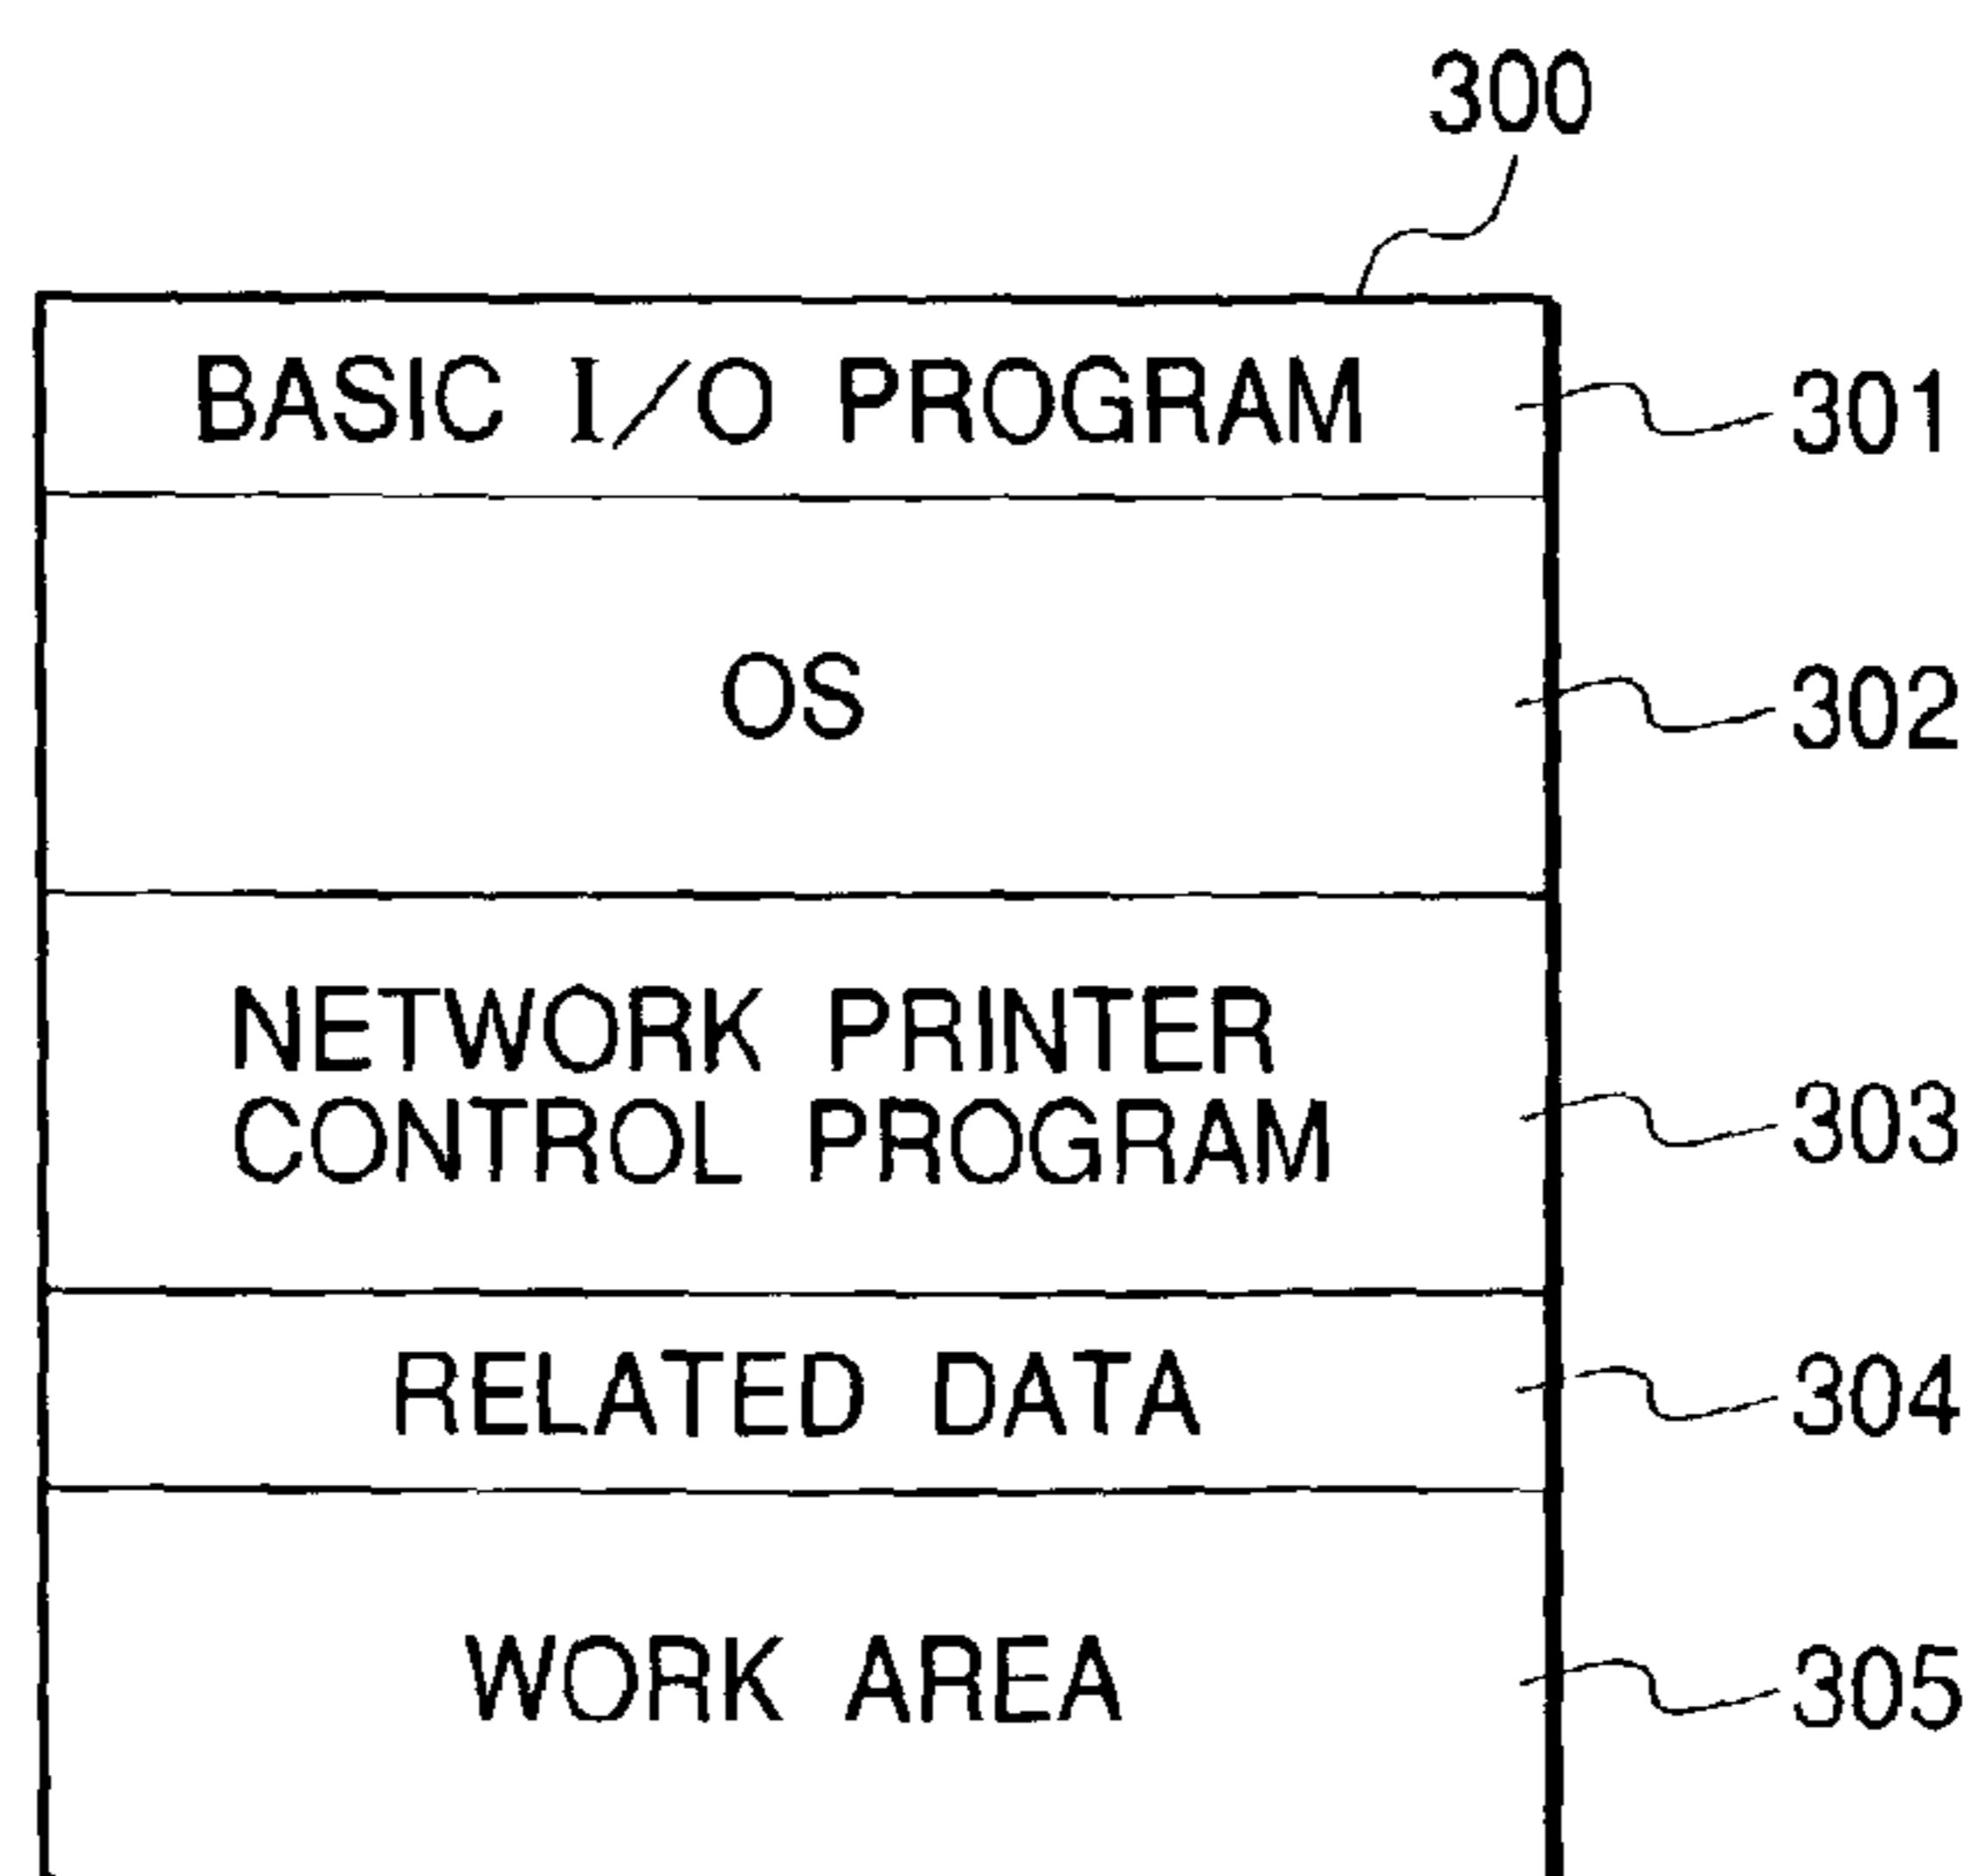 300
BASIC I/O PROGRAM 301
OS 302
NETWORK PRINTER
CONTROL PROGRAM 303
RELATED DATA 304
WORK AREA 305